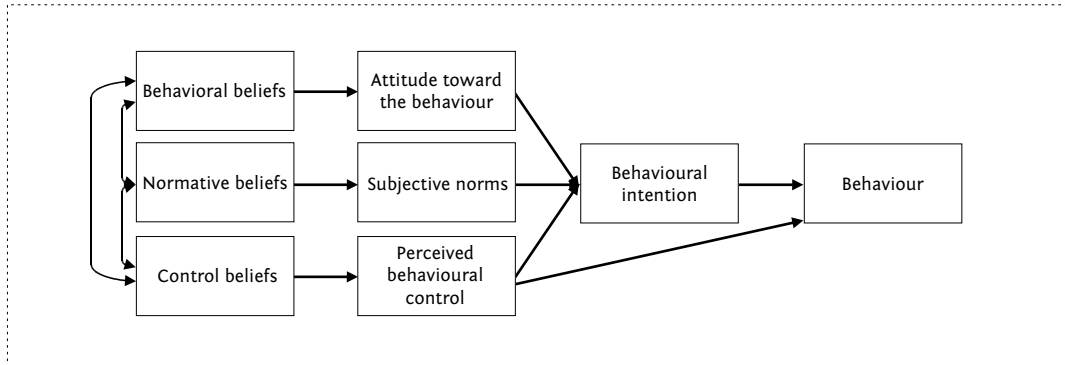 Behavioral beliefs
Attitude toward
the behaviour
Normative beliefs
Subjective norms
Behavioural
intention
Behaviour
Control beliefs
Perceived
behavioural
control